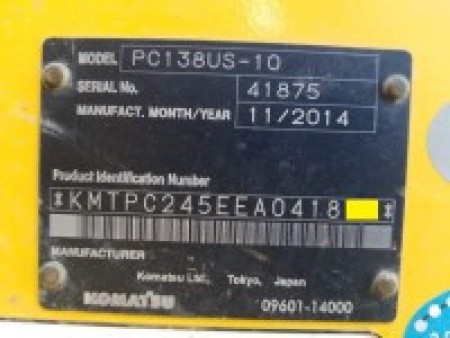 MODEL PC138US-10
SERIAL No. 41875
MANUFACT. MONTH/YEAR 11/2014
Product Identification Number
*KMTPC245EEA0418 *
MANUFACTURER
Komatsu Ltd. Tokyo, Japan
KOMATSU 09601-14000